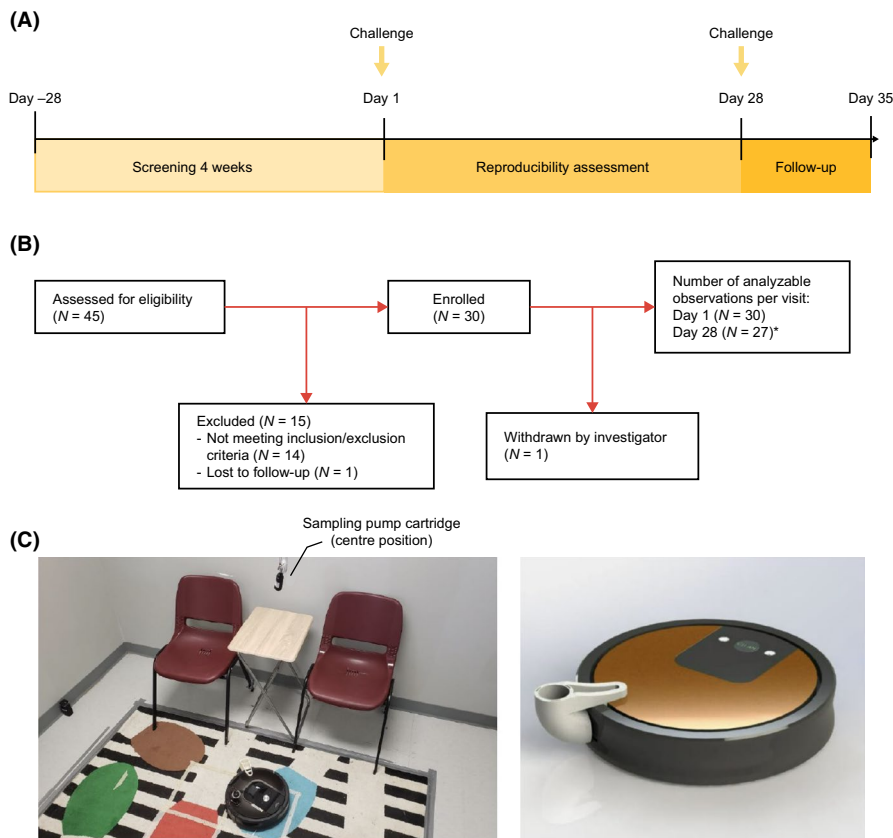 (A)
Challenge
Challenge
Day –28
Day 1
Day 28
Day 35
Screening 4 weeks
Reproducibility assessment
Follow-up
(B)
Assessed for eligibility
(N = 45)
Enrolled
(N = 30)
Number of analyzable
observations per visit:
Day 1 (N = 30)
Day 28 (N = 27)*
Excluded (N = 15)
- Not meeting inclusion/exclusion
criteria (N = 14)
- Lost to follow-up (N = 1)
Withdrawn by investigator
(N = 1)
(C)
Sampling pump cartridge
(centre position)